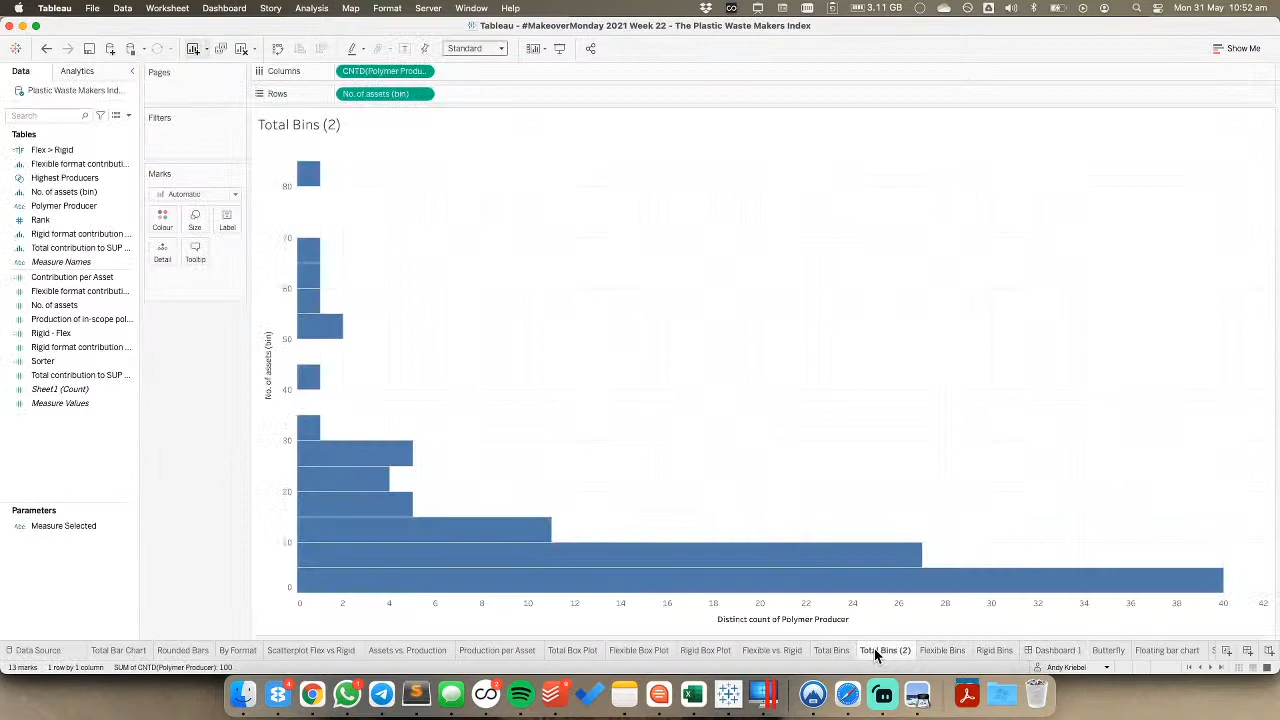 Tableau File Data Worksheet Dashboard Story Analysis Map Format Server Window Help 3.11 GB Mon 31 May 10:52 am
Tableau - #MakeoverMonday 2021 Week 22 - The Plastic Waste Makers Index
Standard Show Me
Data Analytics
Pages
Columns CNTD(Polymer Produ..
Plastic Waste Makers Ind...
Rows No. of assets (bin)
Search
Filters
Total Bins (2)
Tables
Flex > Rigid
Flexible format contributi...
Highest Producers
No. of assets (bin)
Polymer Producer
Rank
Rigid format contribution ...
Total contribution to SUP ...
Measure Names
Contribution per Asset
Flexible format contributi...
No. of assets
Production of in-scope pol...
Rigid - Flex
Rigid format contribution ...
Sorter
Total contribution to SUP ...
Sheet1 (Count)
Measure Values
Parameters
Measure Selected
Marks
Automatic
Colour Size Label
Detail Tooltip
80
70
60
50
40
30
20
10
0
No. of assets (bin)
0 2 4 6 8 10 12 14 16 18 20 22 24 26 28 30 32 34 36 38 40 42
Distinct count of Polymer Producer
Data Source Total Bar Chart Rounded Bars By Format Scatterplot Flex vs Rigid Assets vs. Production Production per Asset Total Box Plot Flexible Box Plot Rigid Box Plot Flexible vs. Rigid Total Bins Total Bins (2) Flexible Bins Rigid Bins Dashboard 1 Butterfly Floating bar chart
13 marks 1 row by 1 column SUM of CNTD(Polymer Producer): 100 Andy Kriebel
4 1 2 9